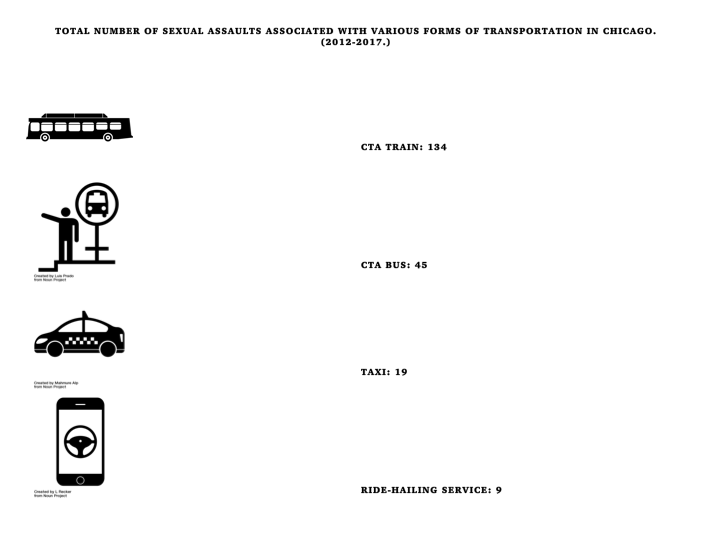 TOTAL NUMBER OF SEXUAL ASSAULTS ASSOCIATED WITH VARIOUS FORMS OF TRANSPORTATION IN CHICAGO.
(2012-2017.)
CTA TRAIN: 134
CTA BUS: 45
Created by Luis Prado
from Noun Project
TAXI: 19
Created by Mahmure Alp
from Noun Project
RIDE-HAILING SERVICE: 9
Created by L Recker
from Noun Project